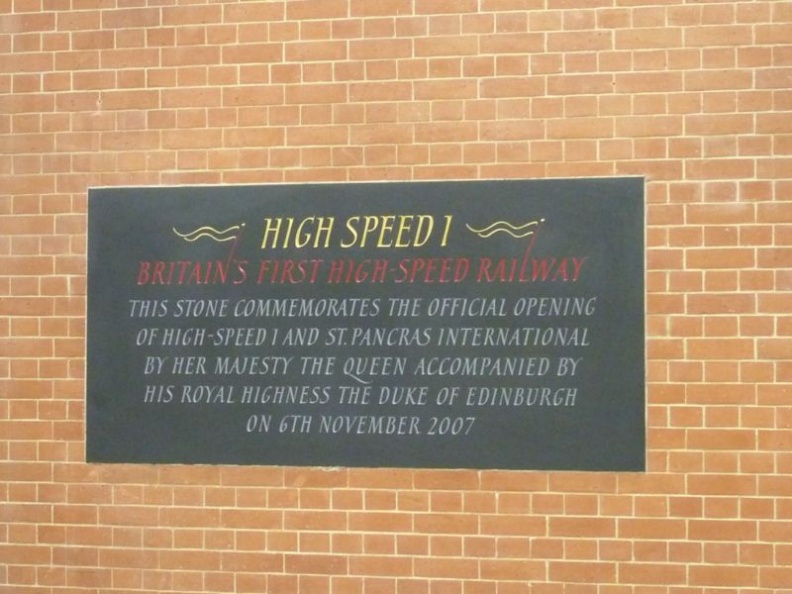 HIGH SPEED 1
BRITAIN'S FIRST HIGH-SPEED RAILWAY
THIS STONE COMMEMORATES THE OFFICIAL OPENING
OF HIGH-SPEED 1 AND ST. PANCRAS INTERNATIONAL
BY HER MAJESTY THE QUEEN ACCOMPANIED BY
HIS ROYAL HIGHNESS THE DUKE OF EDINBURGH
ON 6TH NOVEMBER 2007